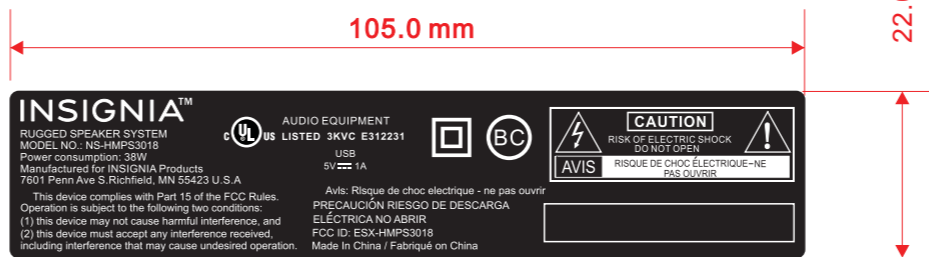 105.0 mm
INSIGNIA™
RUGGED SPEAKER SYSTEM
MODEL NO.: NS-HMPS3018
Power consumption: 38W
Manufactured for INSIGNIA Products
7601 Penn Ave S.Richfield, MN 55423 U.S.A
This device complies with Part 15 of the FCC Rules.
Operation is subject to the following two conditions:
(1) this device may not cause harmful interference, and
(2) this device must accept any interference received,
including interference that may cause undesired operation.
C UL US
AUDIO EQUIPMENT
LISTED 3KVC E312231
USB
5V 1A
BC
AvIs: RIsque de choc electrique - ne pas ouvrir
PRECAUCIÓN RIESGO DE DESCARGA
ELÉCTRICA NO ABRIR
FCC ID: ESX-HMPS3018
Made In China / Fabriqué on China
CAUTION
RISK OF ELECTRIC SHOCK
DO NOT OPEN
AVIS
RISQUE DE CHOC ÉLECTRIQUE-NE
PAS OUVRIR
22.